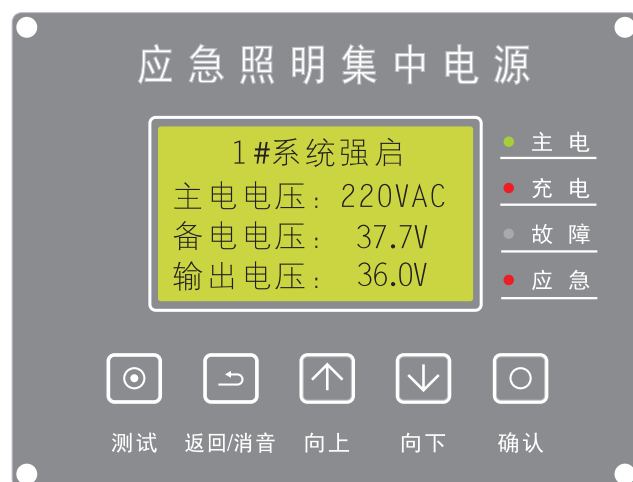 应急照明集中电源
1#系统强启
主电电压: 220VAC
备电电压: 37.7V
输出电压: 36.0V
主电
充电
故障
应急
测试 返回/消音 向上 向下 确认